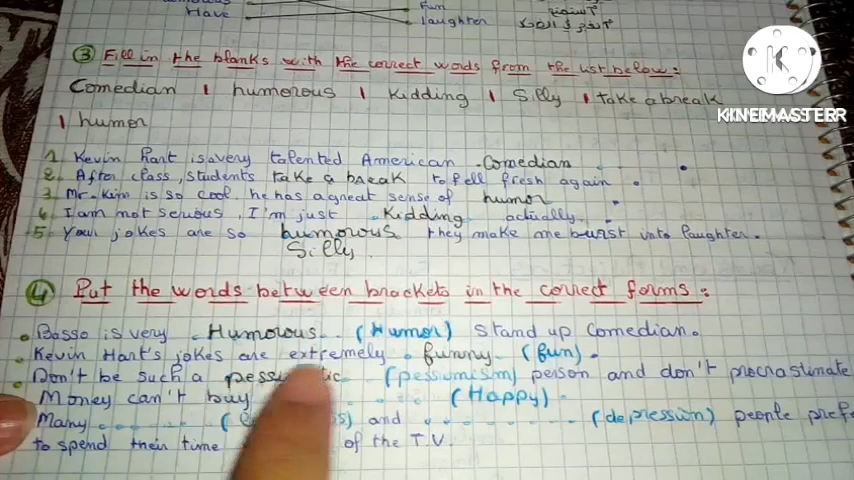 Have
Fun
laughter
3 Fill in the blanks with the correct words from the list below:
Comedian | humorous | kidding | Silly | take a break
| humor
KINEMASTER
1 Kevin Hart is a very talented American Comedian
2. After class, students take a break to fell fresh again.
3 Mr. Kim is so cool. he has a great sense of humor.
4 I am not serious, I'm just Kidding actually.
5. Your jokes are so humorous they make me burst into laughter.
Silly.
4 Put the words between brackets in the correct forms:
Basso is very Humorous (Humor) stand up Comedian.
Kevin Hart's jokes are extremely funny (fun).
Don't be such a (pessimism) person and don't procrastinate
Money can't buy (Happy).
Many ........ and ........ (depression) people
to spend their time of the T.V.